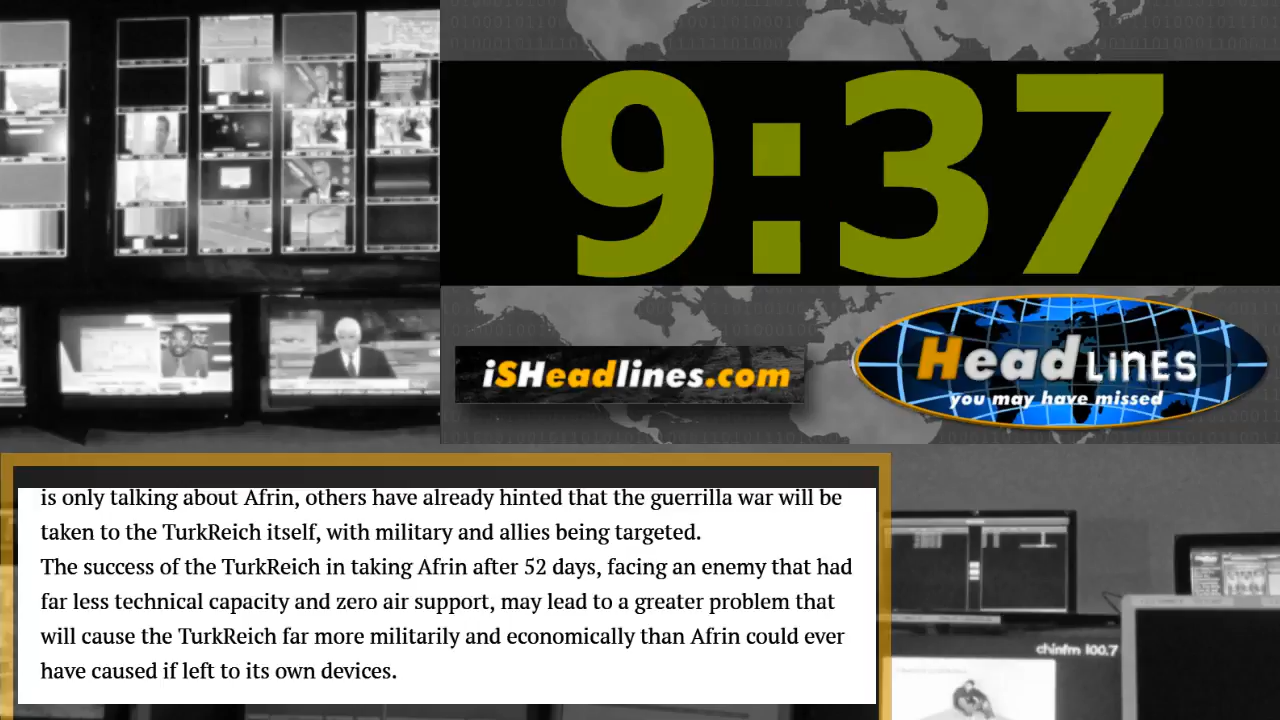 9:37
iSHeadlines.com
HeadLINES
you may have missed
is only talking about Afrin, others have already hinted that the guerrilla war will be
taken to the TurkReich itself, with military and allies being targeted.
The success of the TurkReich in taking Afrin after 52 days, facing an enemy that had
far less technical capacity and zero air support, may lead to a greater problem that
will cause the TurkReich far more militarily and economically than Afrin could ever
have caused if left to its own devices.
chinfm 100.7